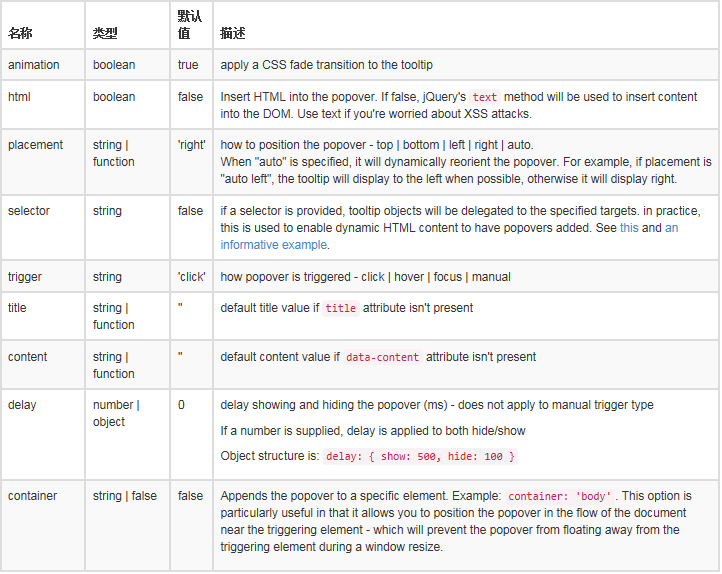 名称 类型 默认值 描述
animation boolean true apply a CSS fade transition to the tooltip
html boolean false Insert HTML into the popover. If false, jQuery's text method will be used to insert content
into the DOM. Use text if you're worried about XSS attacks.
placement string | function 'right' how to position the popover - top | bottom | left | right | auto.
When "auto" is specified, it will dynamically reorient the popover. For example, if placement is
"auto left", the tooltip will display to the left when possible, otherwise it will display right.
selector string false if a selector is provided, tooltip objects will be delegated to the specified targets. in practice,
this is used to enable dynamic HTML content to have popovers added. See this and an
informative example.
trigger string 'click' how popover is triggered - click | hover | focus | manual
title string | function '' default title value if title attribute isn't present
content string | function '' default content value if data-content attribute isn't present
delay number | object 0 delay showing and hiding the popover (ms) - does not apply to manual trigger type
If a number is supplied, delay is applied to both hide/show
Object structure is: delay: { show: 500, hide: 100 }
container string | false false Appends the popover to a specific element. Example: container: 'body' . This option is
particularly useful in that it allows you to position the popover in the flow of the document
near the triggering element - which will prevent the popover from floating away from the
triggering element during a window resize.